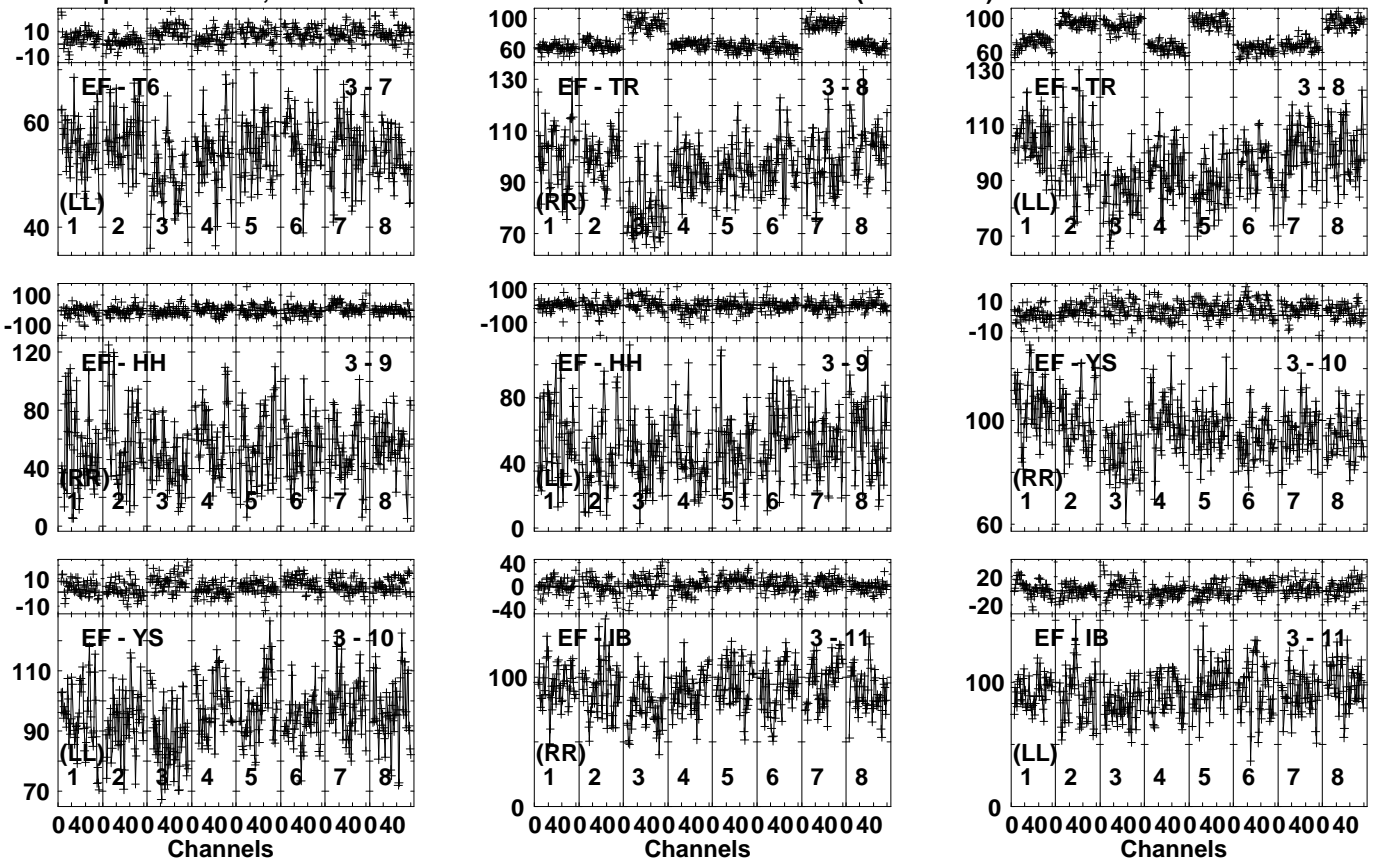 10
-10
EF - T6 3 - 7
60
40
(LL)
1 2 3 4 5 6 7 8
100
60
130
110
90
70
EF - TR 3 - 8
(RR)
1 2 3 4 5 6 7 8
100
60
130
110
90
70
EF - TR 3 - 8
(LL)
1 2 3 4 5 6 7 8
100
-100
120
80
40
0
EF - HH 3 - 9
(RR)
1 2 3 4 5 6 7 8
100
-100
80
40
0
EF - HH 3 - 9
(LL)
1 2 3 4 5 6 7 8
10
-10
100
60
EF - YS 3 - 10
(RR)
1 2 3 4 5 6 7 8
10
-10
110
90
70
EF - YS 3 - 10
(LL)
1 2 3 4 5 6 7 8
0 40 0 40 0 40 0 40 0 40 0 40 0 40 0 40
Channels
40
0
-40
100
0
EF - IB 3 - 11
(RR)
1 2 3 4 5 6 7 8
0 40 0 40 0 40 0 40 0 40 0 40 0 40 0 40
Channels
20
-20
100
0
EF - IB 3 - 11
(LL)
1 2 3 4 5 6 7 8
0 40 0 40 0 40 0 40 0 40 0 40 0 40 0 40
Channels